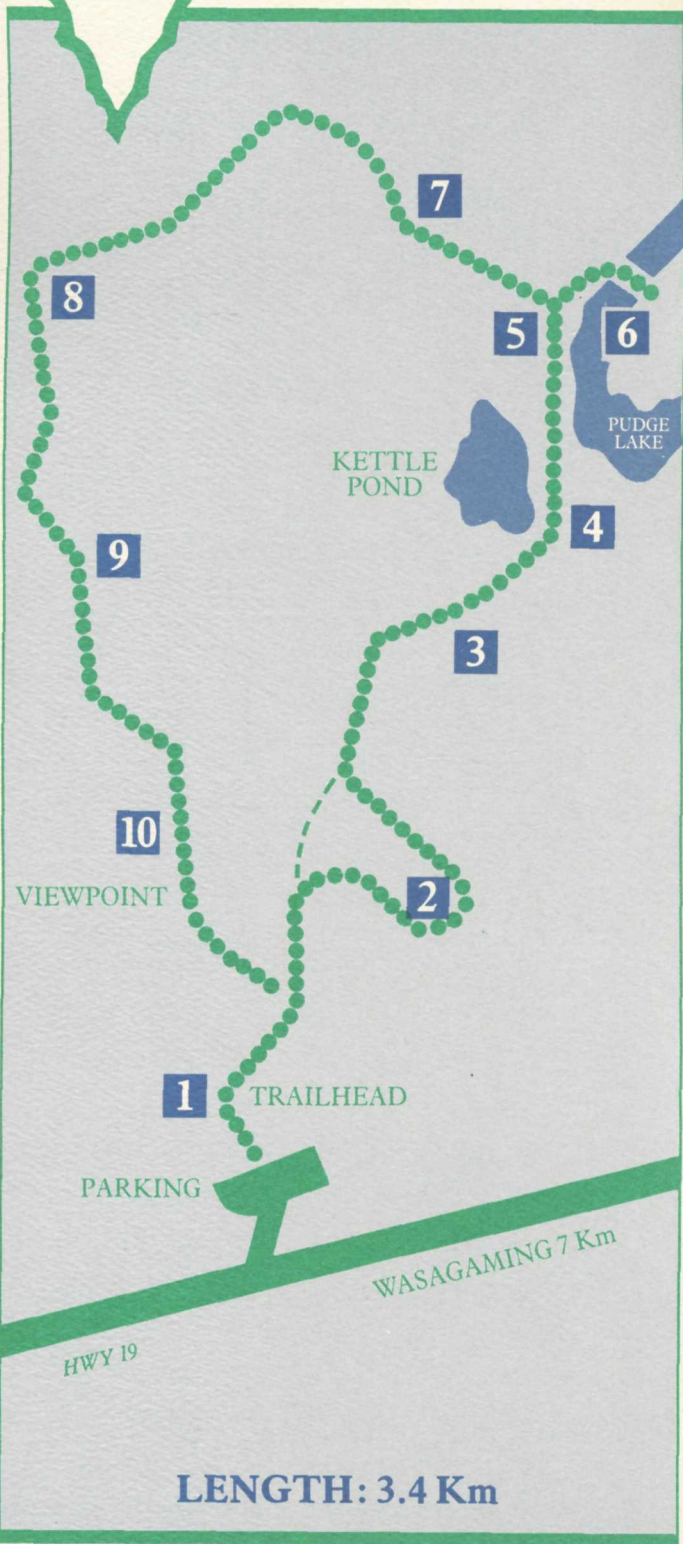 7
8
5
6
PUDGE
LAKE
KETTLE
POND
4
9
3
10
VIEWPOINT
2
1
TRAILHEAD
PARKING
WASAGAMING 7 Km
HWY 19
LENGTH: 3.4 Km